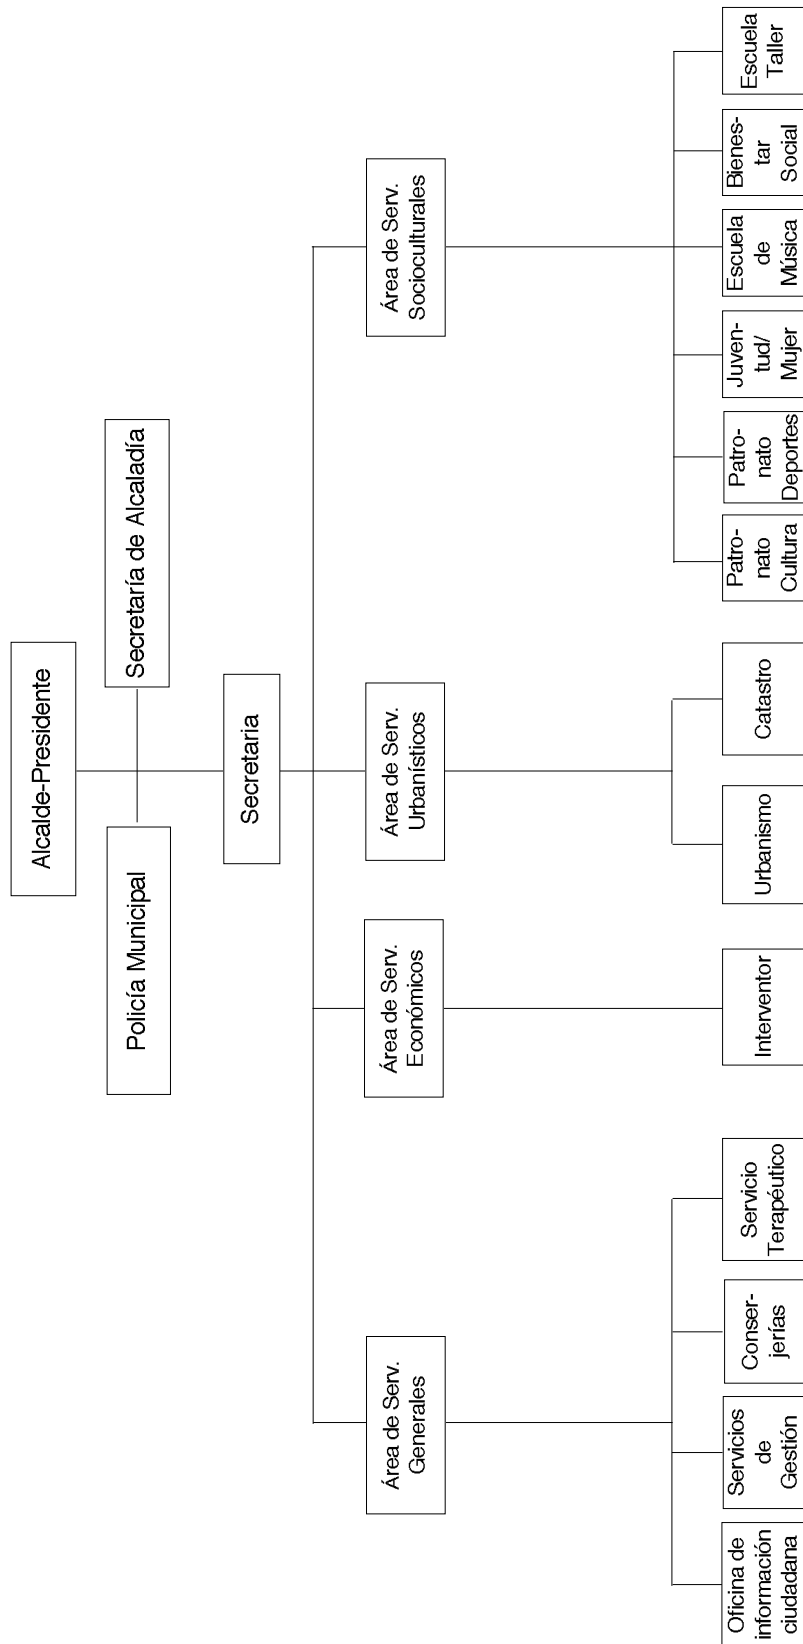 Alcalde-Presidente
Policía Municipal
Secretaría de Alcaladía
Secretaria
Área de Serv.
Generales
Área de Serv.
Económicos
Área de Serv.
Urbanísticos
Área de Serv.
Socioculturales
Oficina de
información
ciudadana
Servicios
de
Gestión
Conser-
jerías
Servicio
Terapéutico
Interventor
Urbanismo
Catastro
Patro-
nato
Cultura
Patro-
nato
Deportes
Juven-
tud/
Mujer
Escuela
de
Música
Bienes-
tar
Social
Escuela
Taller